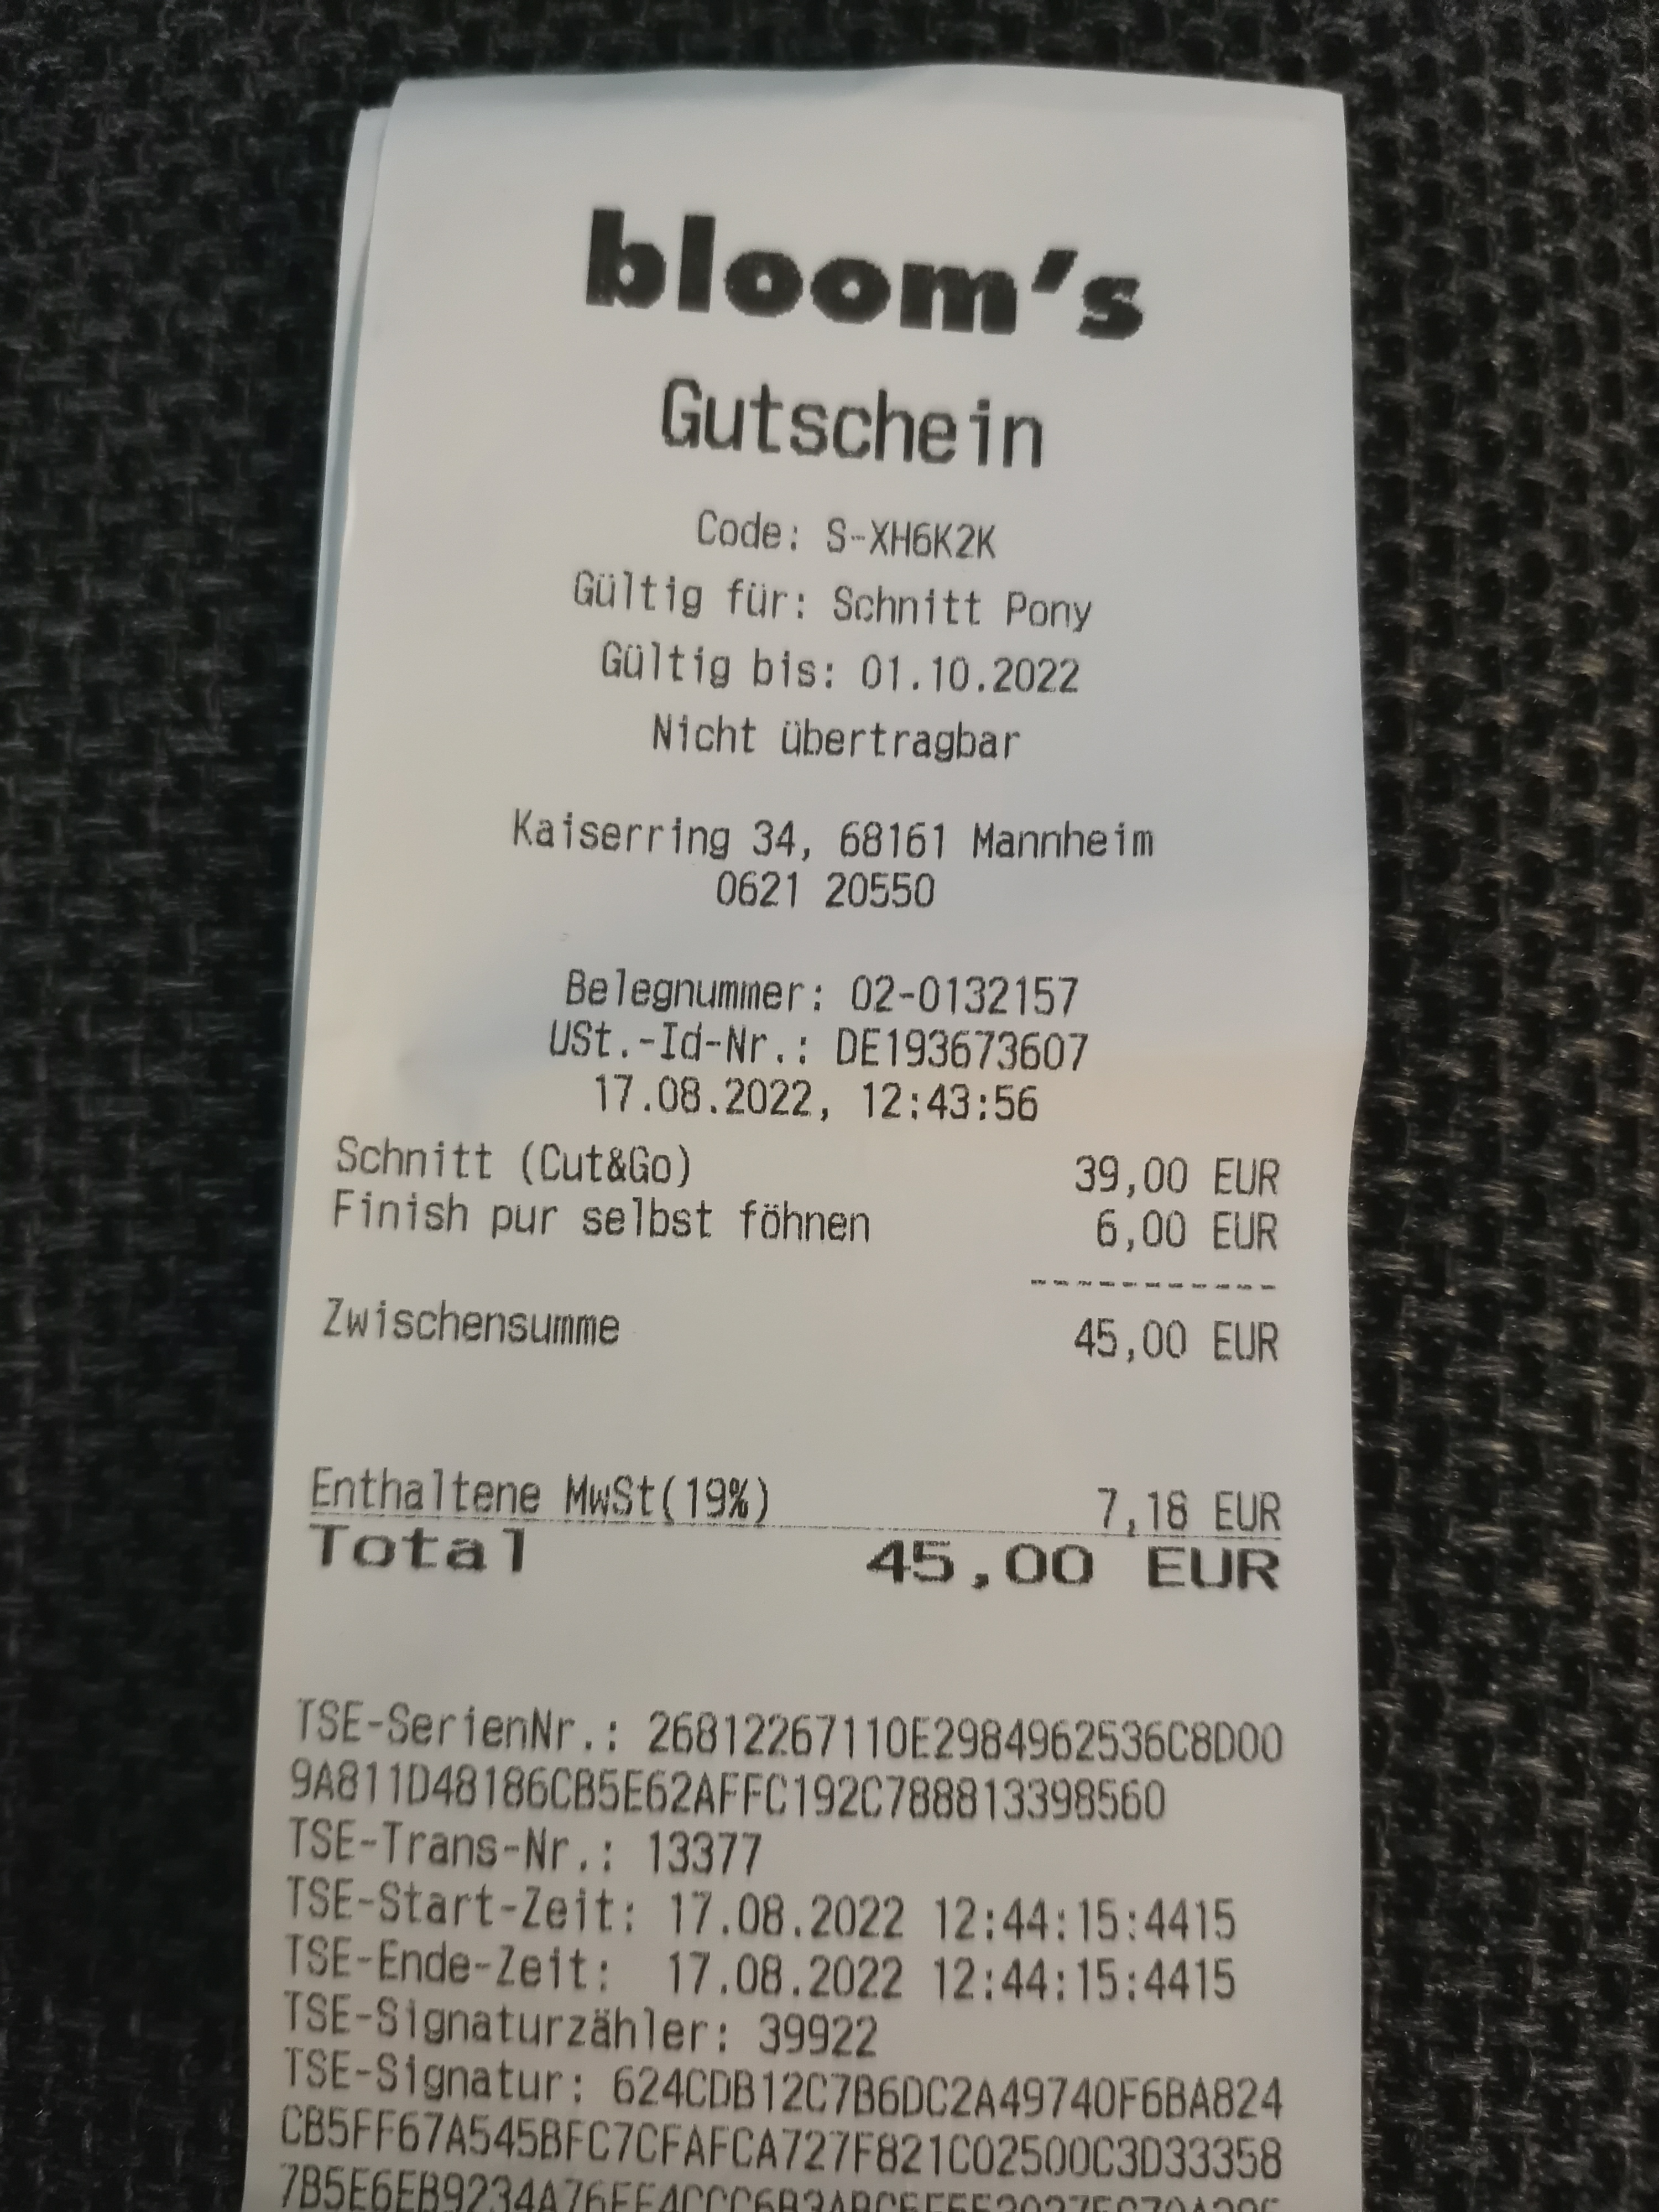 bloom's
Gutschein
Code: S-XH6K2K
Gültig für: Schnitt Pony
Gültig bis: 01.10.2022
Nicht übertragbar
Kaiserring 34, 68161 Mannheim
0621 20550
Belegnummer: 02-0132157
USt.-Id-Nr.: DE193673607
17.08.2022, 12:43:56
Schnitt (Cut&Go) 39,00 EUR
Finish pur selbst föhnen 6,00 EUR
-----------
Zwischensumme 45,00 EUR
Enthaltene MwSt(19%) 7,18 EUR
Total 45,00 EUR
TSE-SerienNr.: 26812267110E2984962536C8D00
9A811D48186CB5E62AFFC192C788813398560
TSE-Trans-Nr.: 13377
TSE-Start-Zeit: 17.08.2022 12:44:15:4415
TSE-Ende-Zeit: 17.08.2022 12:44:15:4415
TSE-Signaturzähler: 39922
TSE-Signatur: 624CDB12C7B6DC2A49740F6BA824
CB5FF67A545BFC7CFAFCA727F821C02500C3D33358